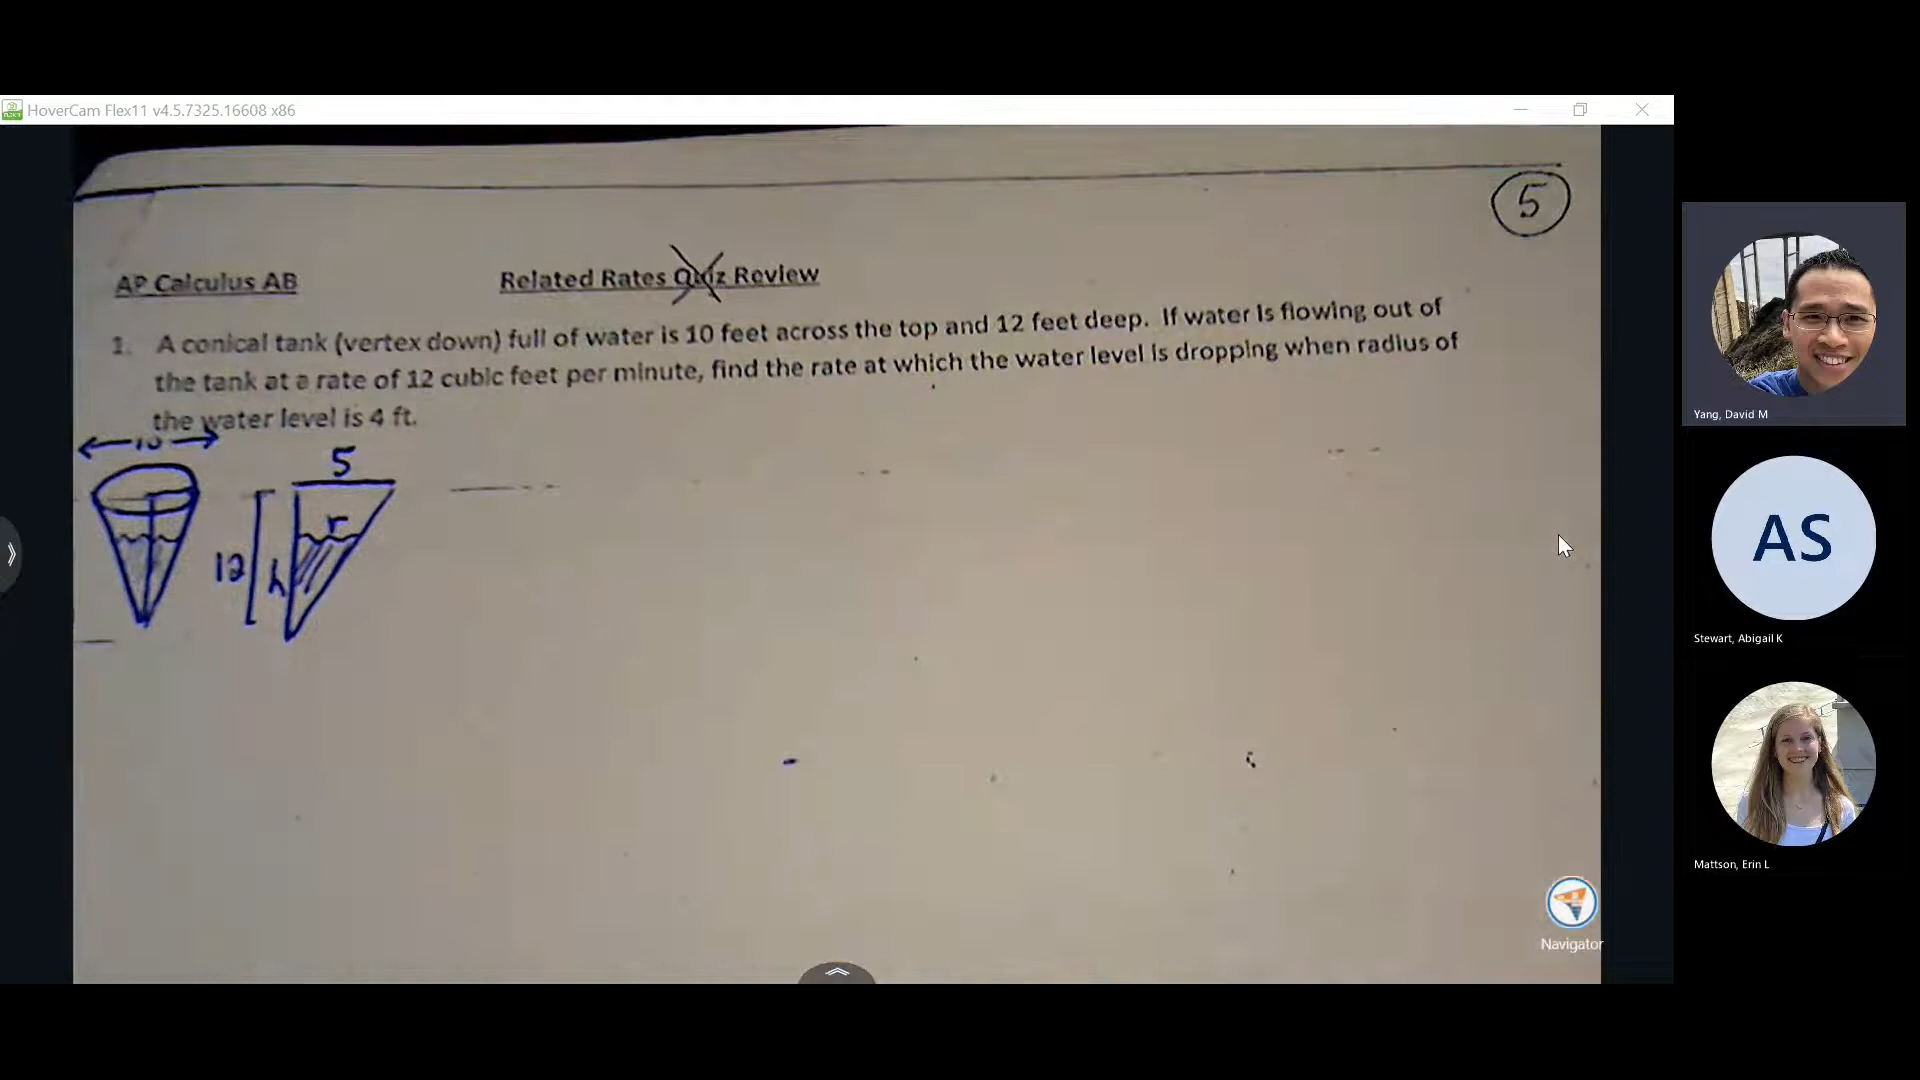 HoverCam Flex11 v4.5.7325.16608 x86
5
AP Calculus AB
Related Rates Quiz Review
1. A conical tank (vertex down) full of water is 10 feet across the top and 12 feet deep. If water is flowing out of
the tank at a rate of 12 cubic feet per minute, find the rate at which the water level is dropping when radius of
the water level is 4 ft.
10
5
r
12
h
Yang, David M
AS
Stewart, Abigail K
Mattson, Erin L
Navigator